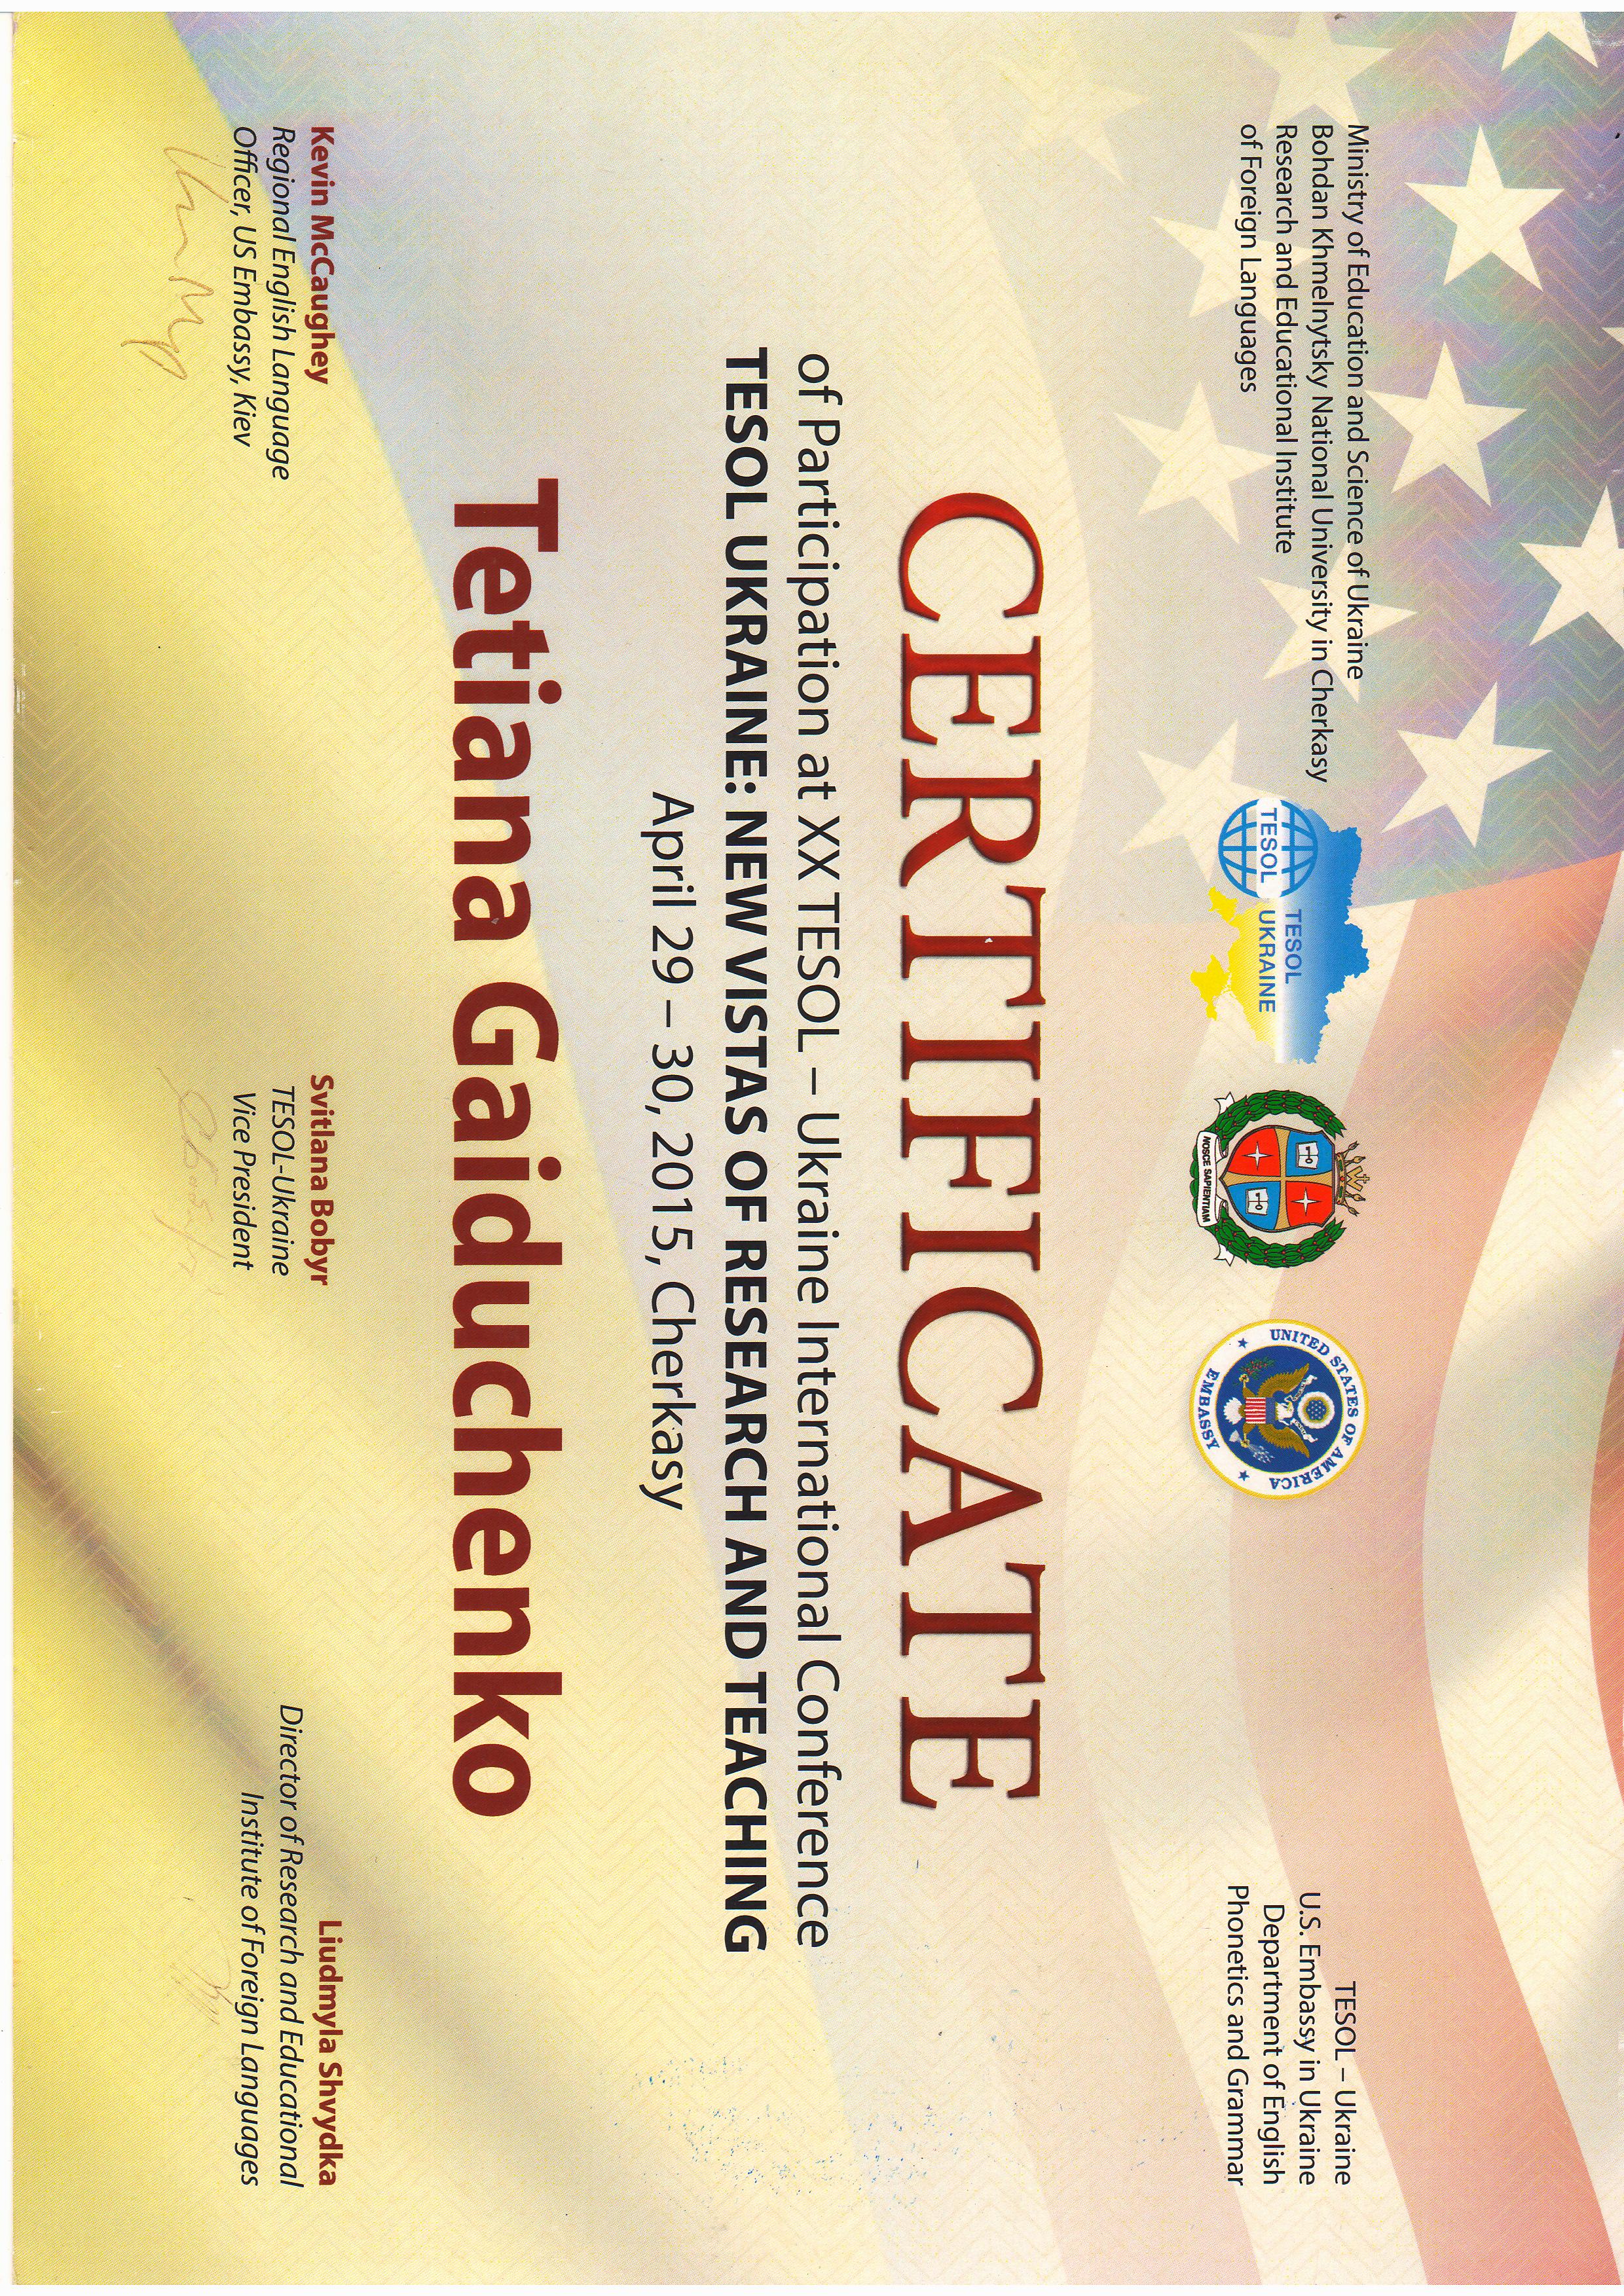 Ministry of Education and Science of Ukraine
Bohdan Khmelnytsky National University in Cherkasy
Research and Educational Institute
of Foreign Languages
TESOL
TESOL
UKRAINE
NOSCE SAPIENTIAM
UNITED STATES OF AMERICA
EMBASSY
TESOL – Ukraine
U.S. Embassy in Ukraine
Department of English
Phonetics and Grammar
CERTIFICATE
of Participation at XX TESOL – Ukraine International Conference
TESOL UKRAINE: NEW VISTAS OF RESEARCH AND TEACHING
April 29 – 30, 2015, Cherkasy
Tetiana Gaiduchenko
Kevin McCaughey
Regional English Language
Officer, US Embassy, Kiev
Svitlana Bobyr
TESOL-Ukraine
Vice President
Liudmyla Shvydka
Director of Research and Educational
Institute of Foreign Languages